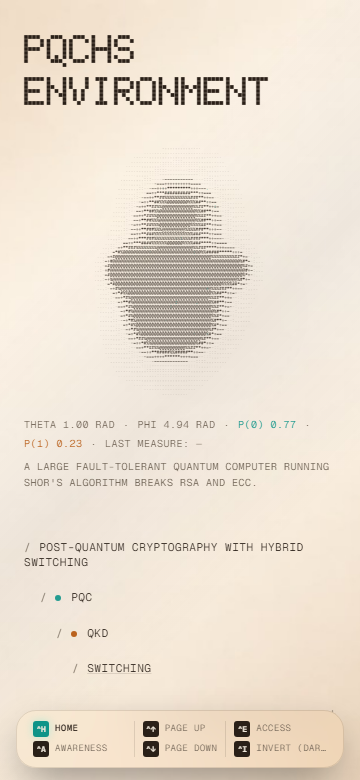 PQCHS
ENVIRONMENT
THETA 1.00 RAD · PHI 4.94 RAD · P(0) 0.77 ·
P(1) 0.23 · LAST MEASURE: —
A LARGE FAULT-TOLERANT QUANTUM COMPUTER RUNNING
SHOR'S ALGORITHM BREAKS RSA AND ECC.
/ POST-QUANTUM CRYPTOGRAPHY WITH HYBRID
SWITCHING
/ ● PQC
/ ● QKD
/ SWITCHING
^H HOME ^↑ PAGE UP ^E ACCESS
^A AWARENESS ^↓ PAGE DOWN ^I INVERT (DAR…